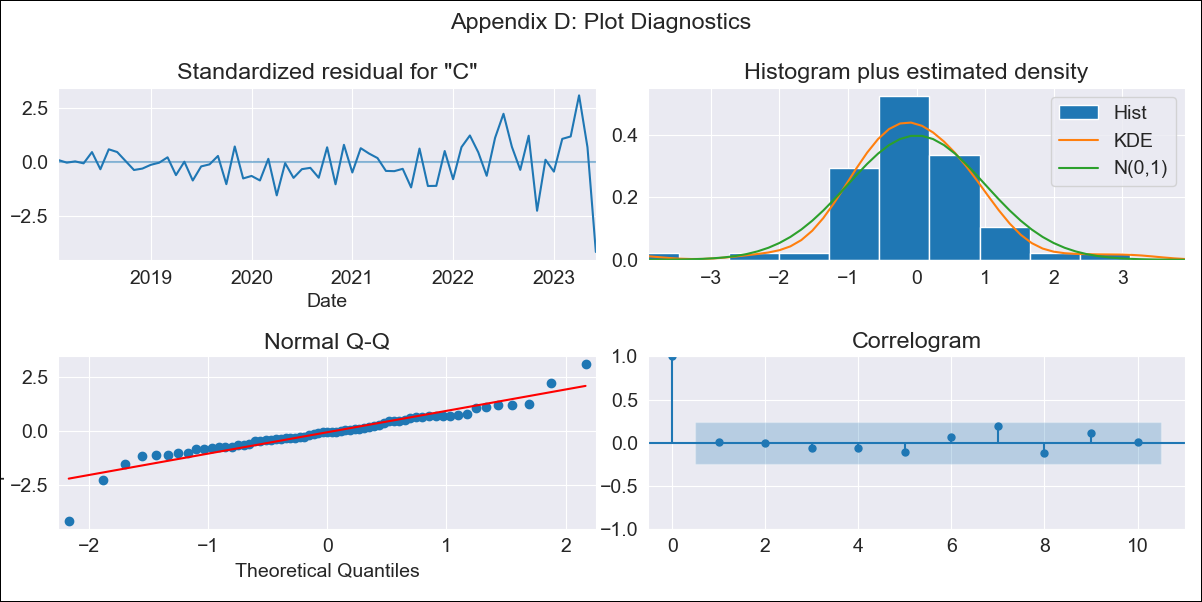 Appendix D: Plot Diagnostics
Standardized residual for "C"
2.5
0.0
−2.5
2019 2020 2021 2022 2023
Date
Histogram plus estimated density
Hist
KDE
N(0,1)
0.4
0.2
0.0
−3 −2 −1 0 1 2 3
Normal Q-Q
2.5
0.0
−2.5
−2 −1 0 1 2
Theoretical Quantiles
Correlogram
1.0
0.5
0.0
−0.5
−1.0
0 2 4 6 8 10